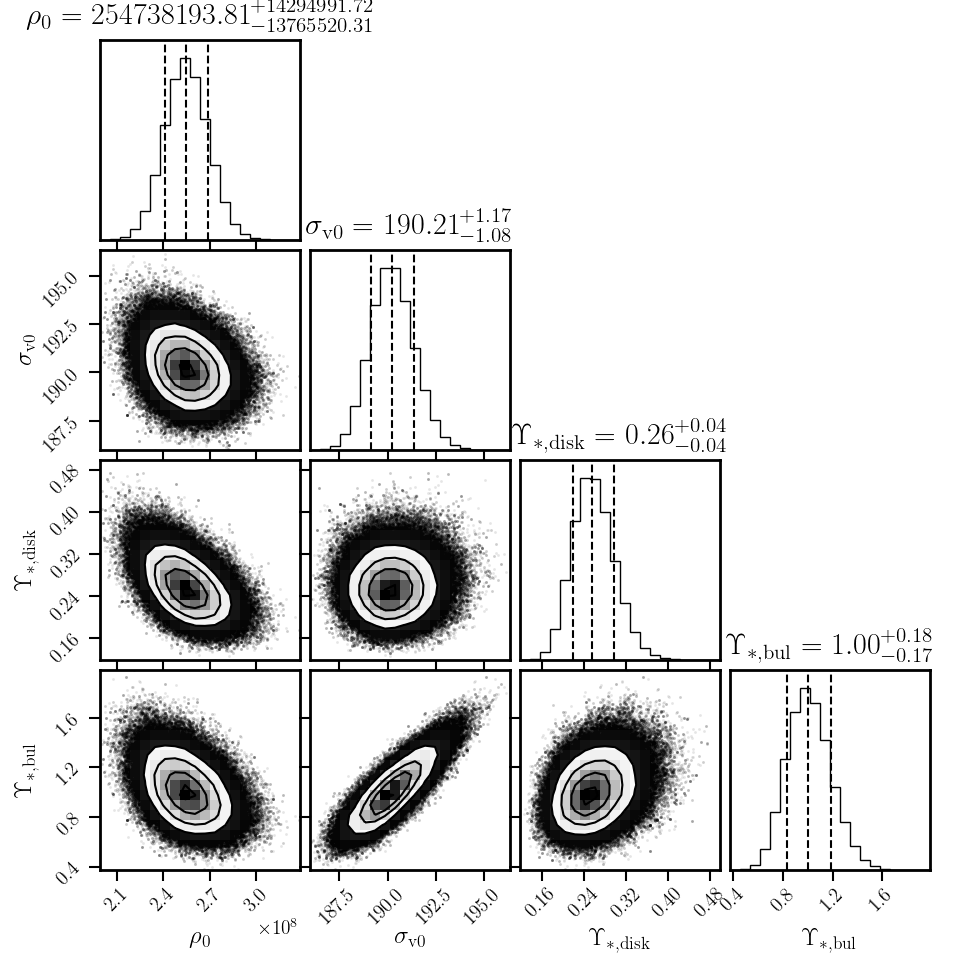 ρ₀ = 254738193.81 +14294991.72 −13765520.31
σv0 = 190.21 +1.17 −1.08
195.0
192.5
190.0
187.5
σv0
ϒ*,disk = 0.26 +0.04 −0.04
0.48
0.40
0.32
0.24
0.16
ϒ*,disk
ϒ*,bul = 1.00 +0.18 −0.17
1.6
1.2
0.8
0.4
ϒ*,bul
2.1 2.4 2.7 3.0 187.5 190.0 192.5 195.0 0.16 0.24 0.32 0.40 0.48 0.4 0.8 1.2 1.6
×10⁸
ρ₀ σv0 ϒ*,disk ϒ*,bul